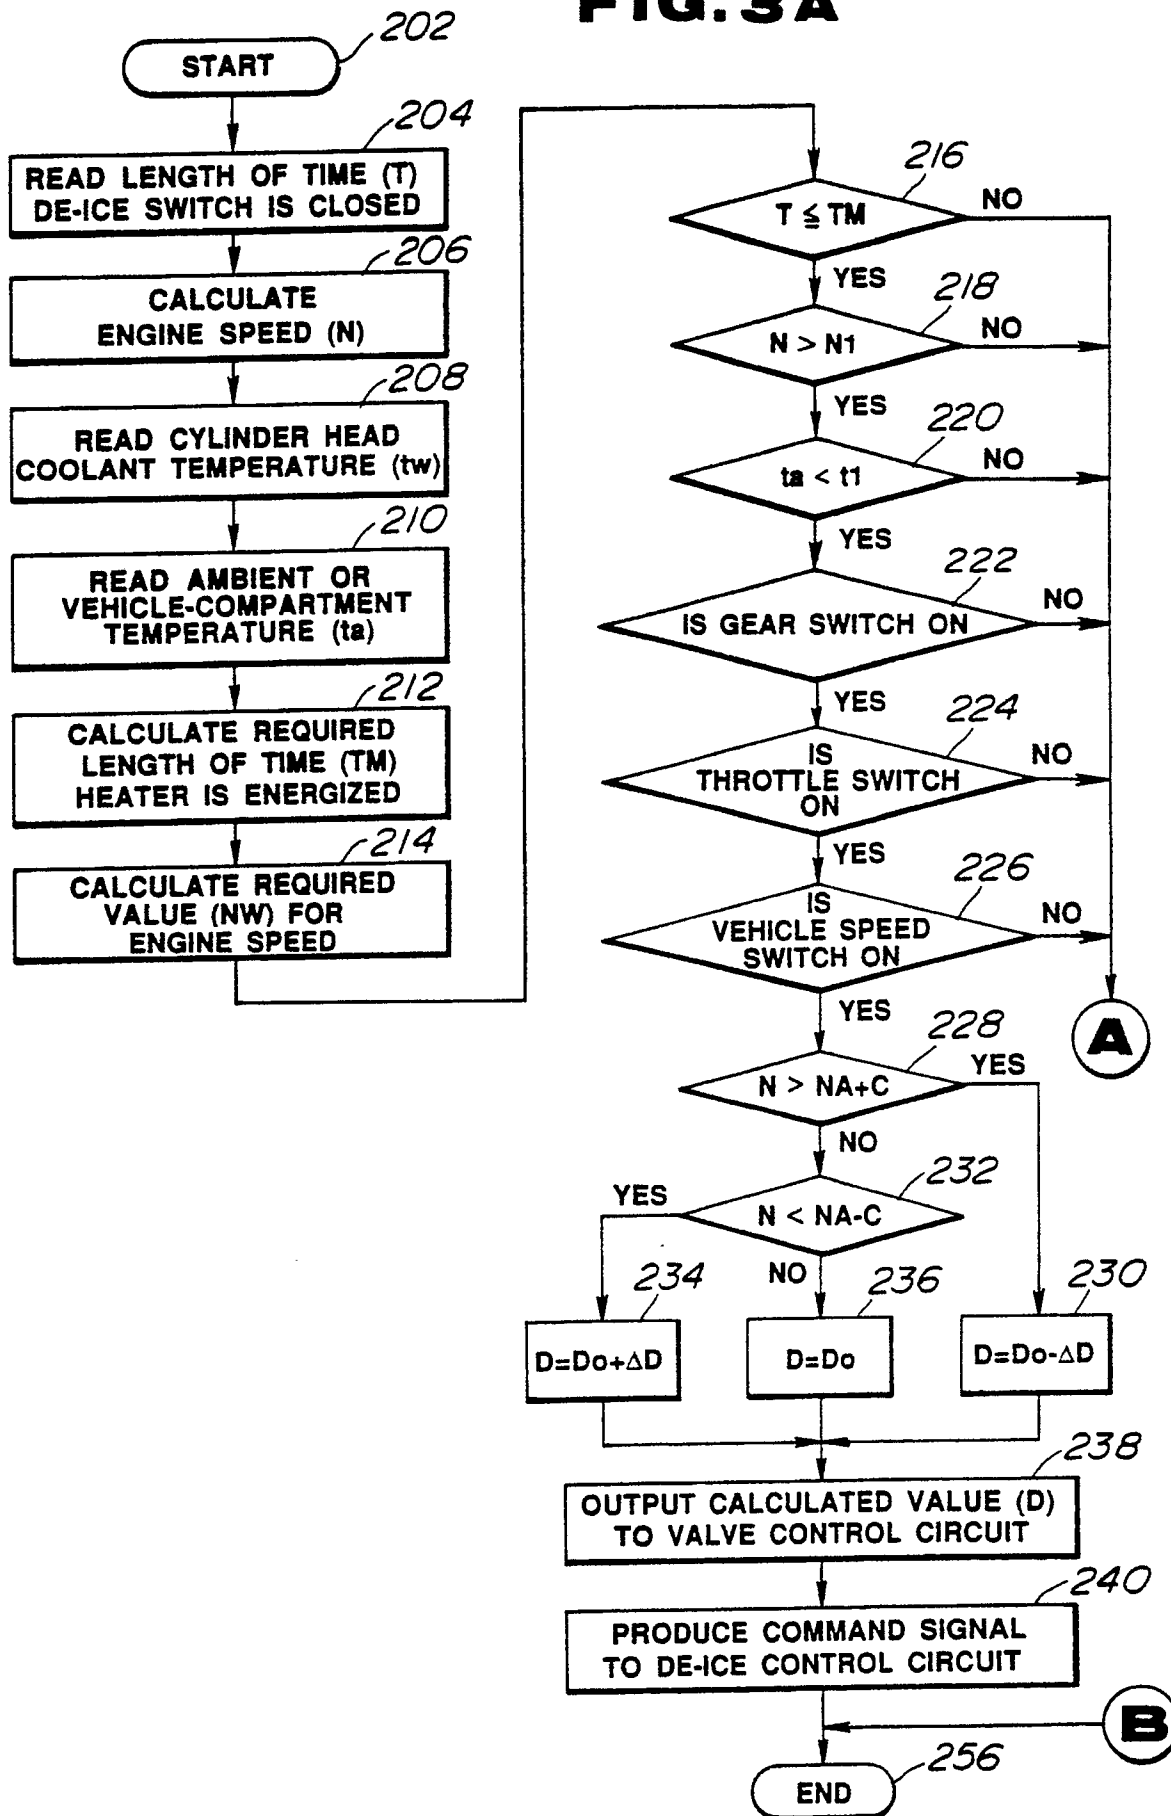 FIG. 3A
202
START
204
READ LENGTH OF TIME (T)
DE-ICE SWITCH IS CLOSED
206
CALCULATE
ENGINE SPEED (N)
208
READ CYLINDER HEAD
COOLANT TEMPERATURE (tw)
210
READ AMBIENT OR
VEHICLE-COMPARTMENT
TEMPERATURE (ta)
212
CALCULATE REQUIRED
LENGTH OF TIME (TM)
HEATER IS ENERGIZED
214
CALCULATE REQUIRED
VALUE (NW) FOR
ENGINE SPEED
216
T ≦ TM
NO
YES
218
N > N1
NO
YES
220
ta < t1
NO
YES
222
IS GEAR SWITCH ON
NO
YES
224
IS
THROTTLE SWITCH
ON
NO
YES
226
IS
VEHICLE SPEED
SWITCH ON
NO
YES
A
228
N > NA+C
YES
NO
232
N < NA-C
YES
NO
234
D=Do+ΔD
236
D=Do
230
D=Do-ΔD
238
OUTPUT CALCULATED VALUE (D)
TO VALVE CONTROL CIRCUIT
240
PRODUCE COMMAND SIGNAL
TO DE-ICE CONTROL CIRCUIT
B
256
END